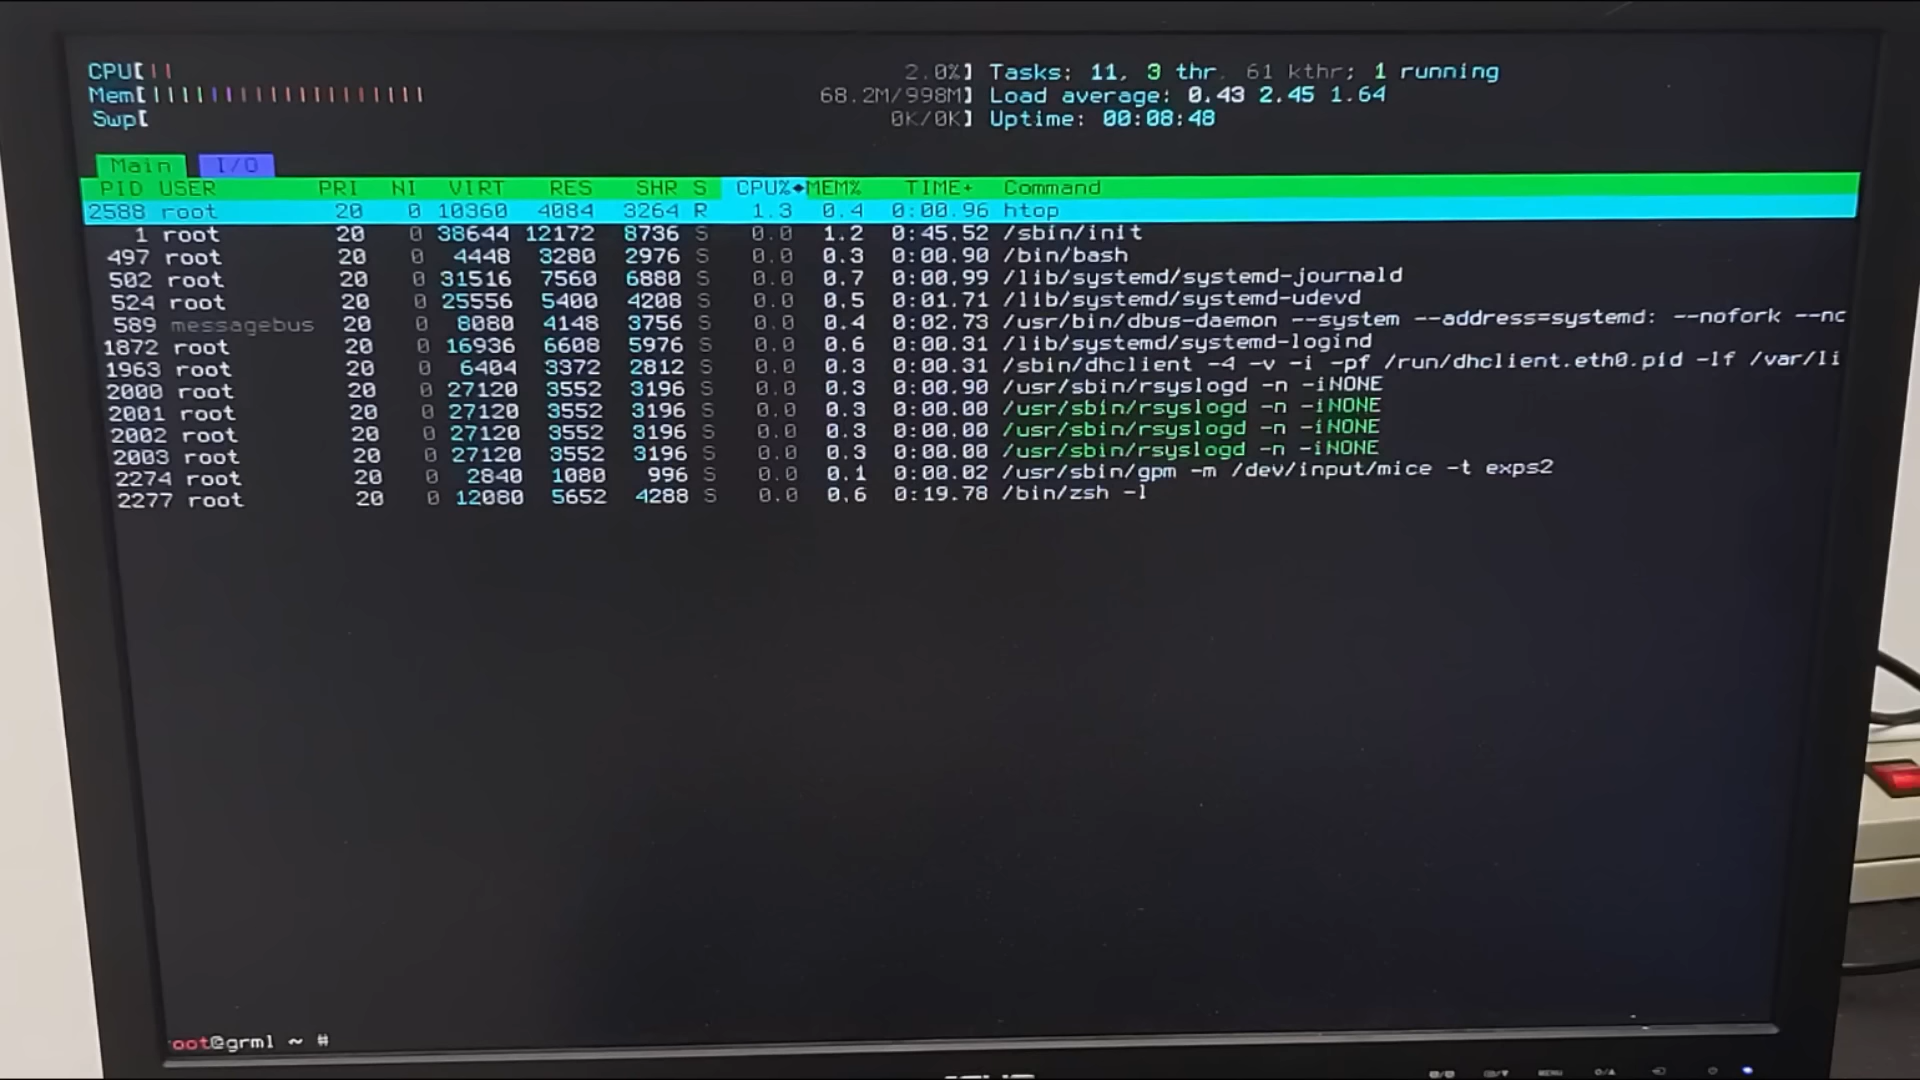 CPU[|| 2.0%] Tasks: 11, 3 thr, 61 kthr; 1 running
Mem[||||||||||||||||||| 68.2M/998M] Load average: 0.43 2.45 1.64
Swp[ 0K/0K] Uptime: 00:08:48
Main I/O
PID USER PRI NI VIRT RES SHR S CPU% MEM% TIME+ Command
2588 root 20 0 10360 4084 3264 R 1.3 0.4 0:00.96 htop
1 root 20 0 38644 12172 8736 S 0.0 1.2 0:45.52 /sbin/init
497 root 20 0 4448 3280 2976 S 0.0 0.3 0:00.90 /bin/bash
502 root 20 0 31516 7560 6880 S 0.0 0.7 0:00.99 /lib/systemd/systemd-journald
524 root 20 0 25556 5400 4208 S 0.0 0.5 0:01.71 /lib/systemd/systemd-udevd
589 messagebus 20 0 8080 4148 3756 S 0.0 0.4 0:02.73 /usr/bin/dbus-daemon --system --address=systemd: --nofork --nc
1872 root 20 0 16936 6608 5976 S 0.0 0.6 0:00.31 /lib/systemd/systemd-logind
1963 root 20 0 6404 3372 2812 S 0.0 0.3 0:00.31 /sbin/dhclient -4 -v -i -pf /run/dhclient.eth0.pid -lf /var/li
2000 root 20 0 27120 3552 3196 S 0.0 0.3 0:00.90 /usr/sbin/rsyslogd -n -iNONE
2001 root 20 0 27120 3552 3196 S 0.0 0.3 0:00.00 /usr/sbin/rsyslogd -n -iNONE
2002 root 20 0 27120 3552 3196 S 0.0 0.3 0:00.00 /usr/sbin/rsyslogd -n -iNONE
2003 root 20 0 27120 3552 3196 S 0.0 0.3 0:00.00 /usr/sbin/rsyslogd -n -iNONE
2274 root 20 0 2840 1080 996 S 0.0 0.1 0:00.02 /usr/sbin/gpm -m /dev/input/mice -t exps2
2277 root 20 0 12080 5652 4288 S 0.0 0.6 0:19.78 /bin/zsh -l
root@grml ~ #
MENU